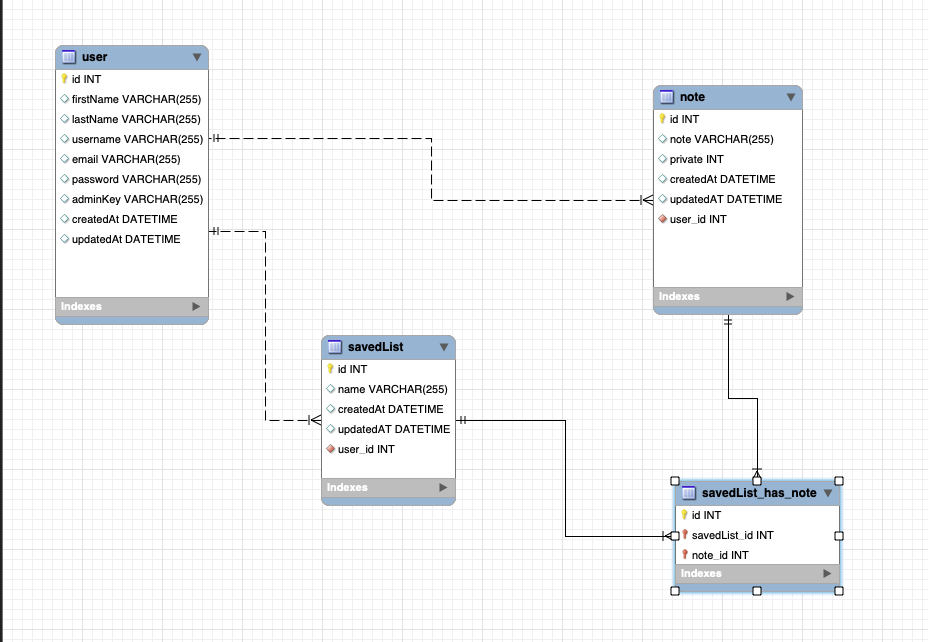 user
id INT
firstName VARCHAR(255)
lastName VARCHAR(255)
username VARCHAR(255)
email VARCHAR(255)
password VARCHAR(255)
adminKey VARCHAR(255)
createdAt DATETIME
updatedAt DATETIME
Indexes
note
id INT
note VARCHAR(255)
private INT
createdAt DATETIME
updatedAT DATETIME
user_id INT
Indexes
savedList
id INT
name VARCHAR(255)
createdAt DATETIME
updatedAT DATETIME
user_id INT
Indexes
savedList_has_note
id INT
savedList_id INT
note_id INT
Indexes